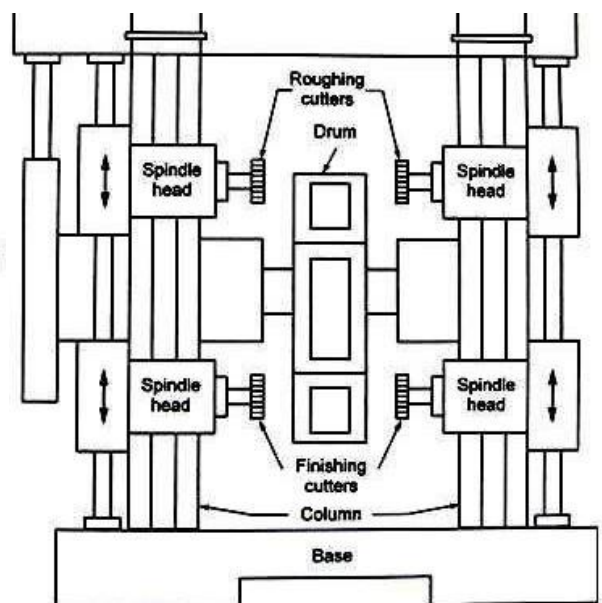 Roughing
cutters
Drum
Spindle
head
Spindle
head
Spindle
head
Spindle
head
Finishing
cutters
Column
Base